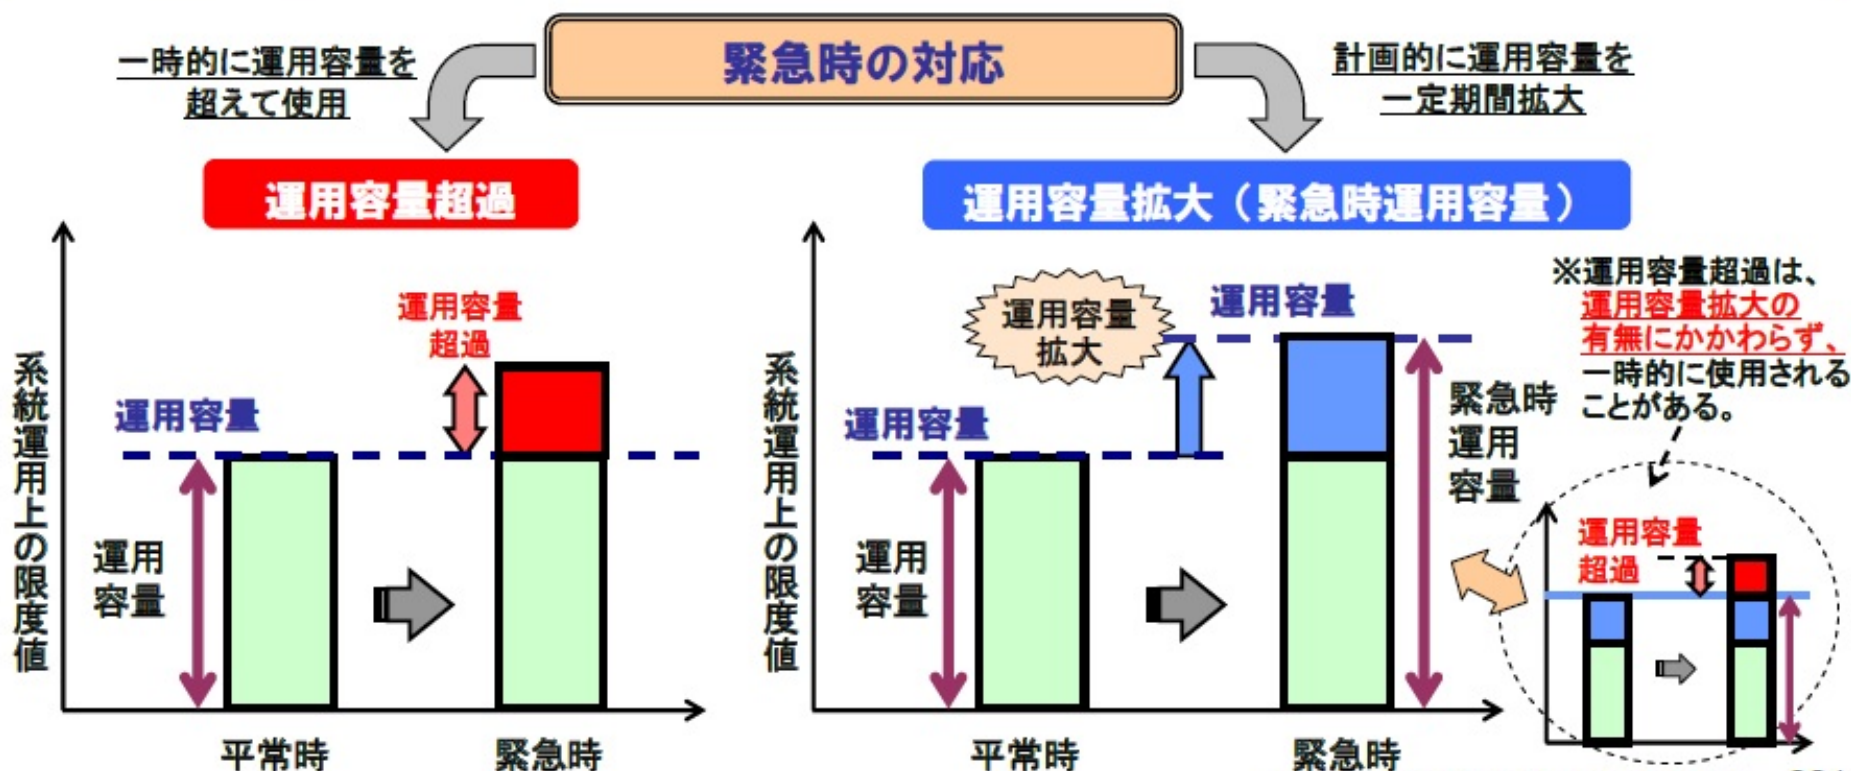 緊急時の対応
一時的に運用容量を
超えて使用
計画的に運用容量を
一定期間拡大
運用容量超過
系統運用上の限度値
運用容量
超過
運用容量
運用
容量
平常時
緊急時
運用容量拡大（緊急時運用容量）
系統運用上の限度値
運用容量
拡大
運用容量
運用容量
運用
容量
緊急時
運用
容量
平常時
緊急時
※運用容量超過は、
運用容量拡大の
有無にかかわらず、
一時的に使用される
ことがある。
運用容量
超過